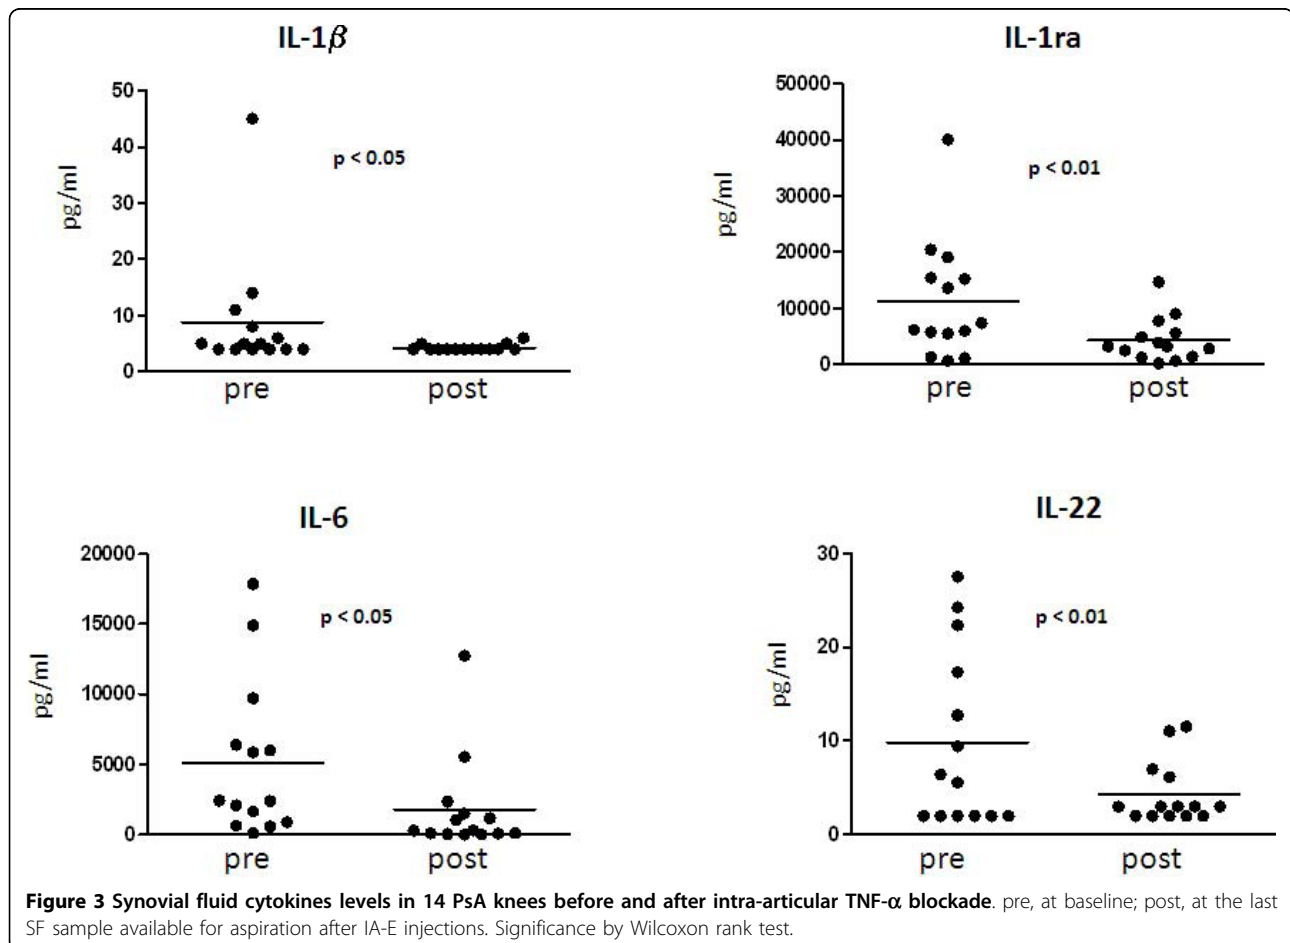 IL-1β
50
40
30
20
10
0
pg/ml
p < 0.05
pre
post
IL-1ra
50000
40000
30000
20000
10000
0
pg/ml
p < 0.01
pre
post
IL-6
20000
15000
10000
5000
0
pg/ml
p < 0.05
pre
post
IL-22
30
20
10
0
pg/ml
p < 0.01
pre
post
Figure 3 Synovial fluid cytokines levels in 14 PsA knees before and after intra-articular TNF-α blockade. pre, at baseline; post, at the last
SF sample available for aspiration after IA-E injections. Significance by Wilcoxon rank test.